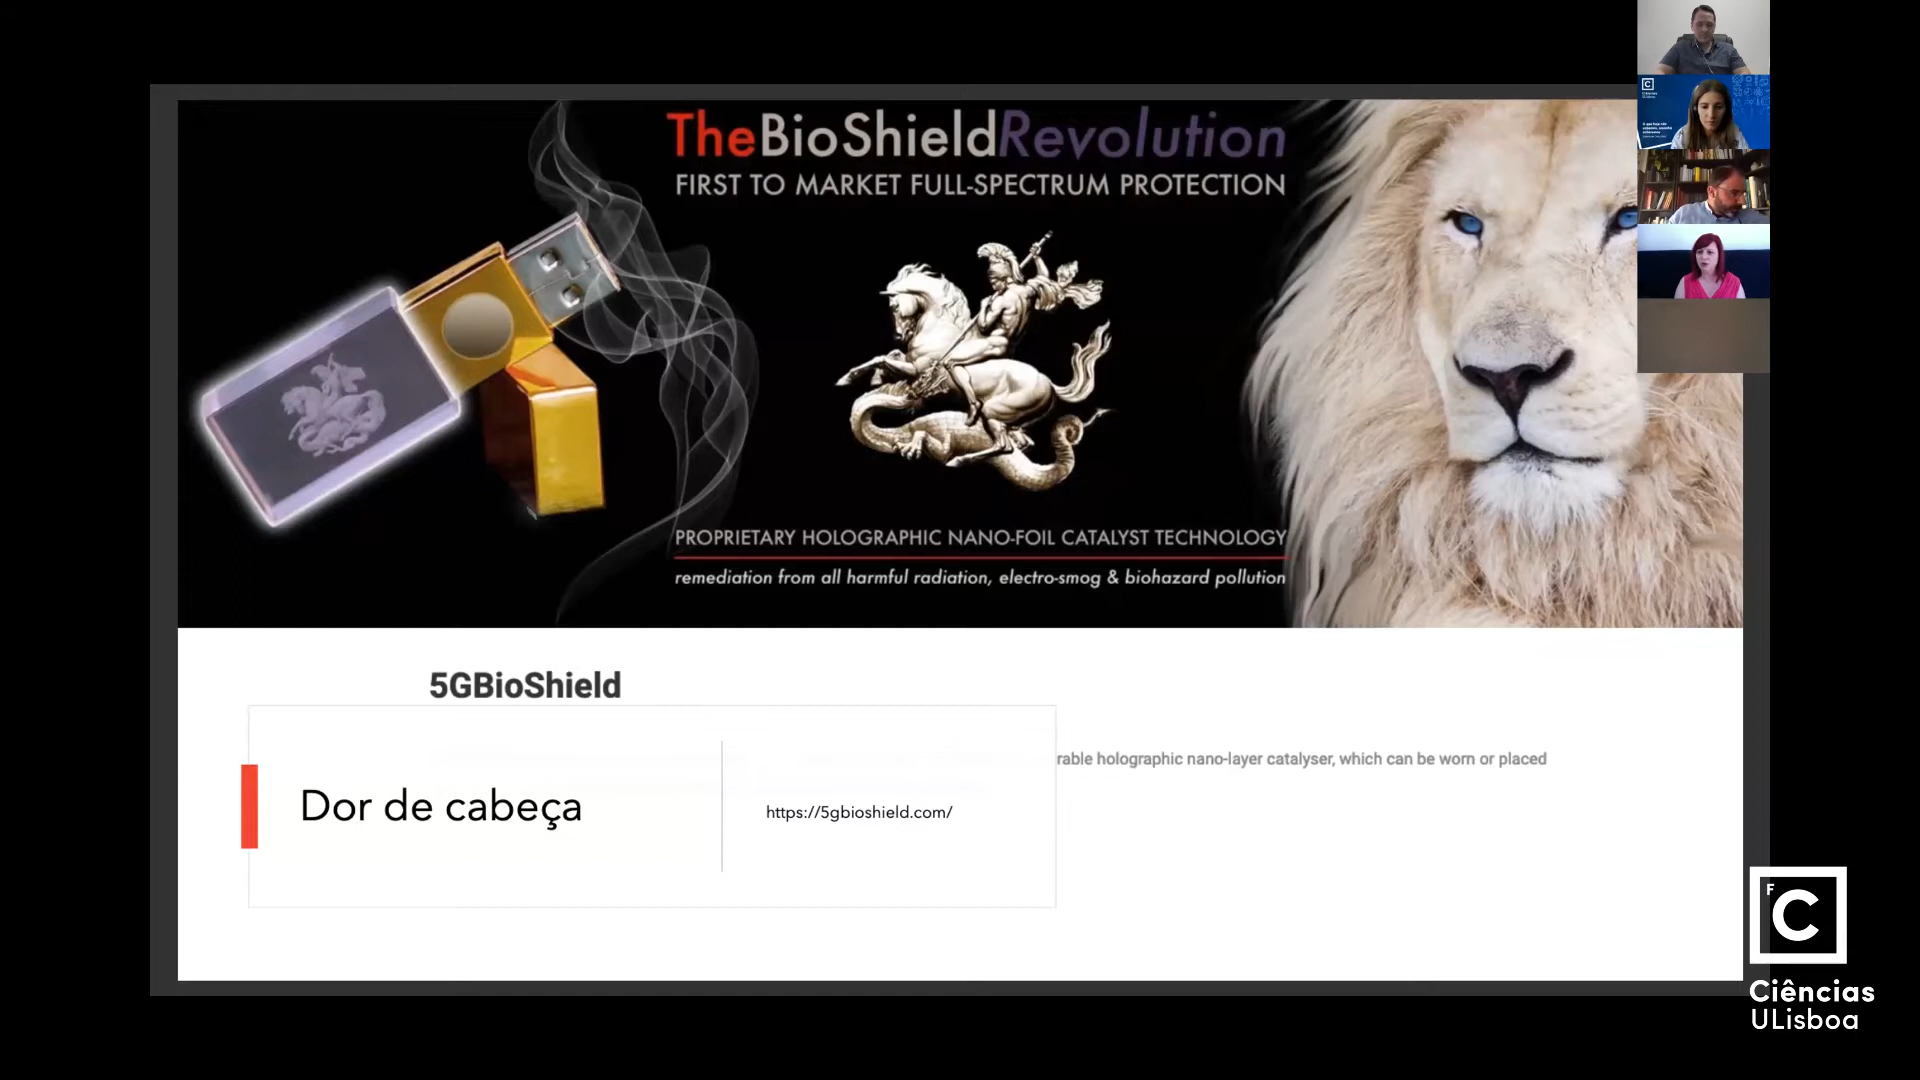 TheBioShieldRevolution
FIRST TO MARKET FULL-SPECTRUM PROTECTION
PROPRIETARY HOLOGRAPHIC NANO-FOIL CATALYST TECHNOLOGY
remediation from all harmful radiation, electro-smog & biohazard pollution
5GBioShield
rable holographic nano-layer catalyser, which can be worn or placed
Dor de cabeça
https://5gbioshield.com/
F
C
Ciências
ULisboa